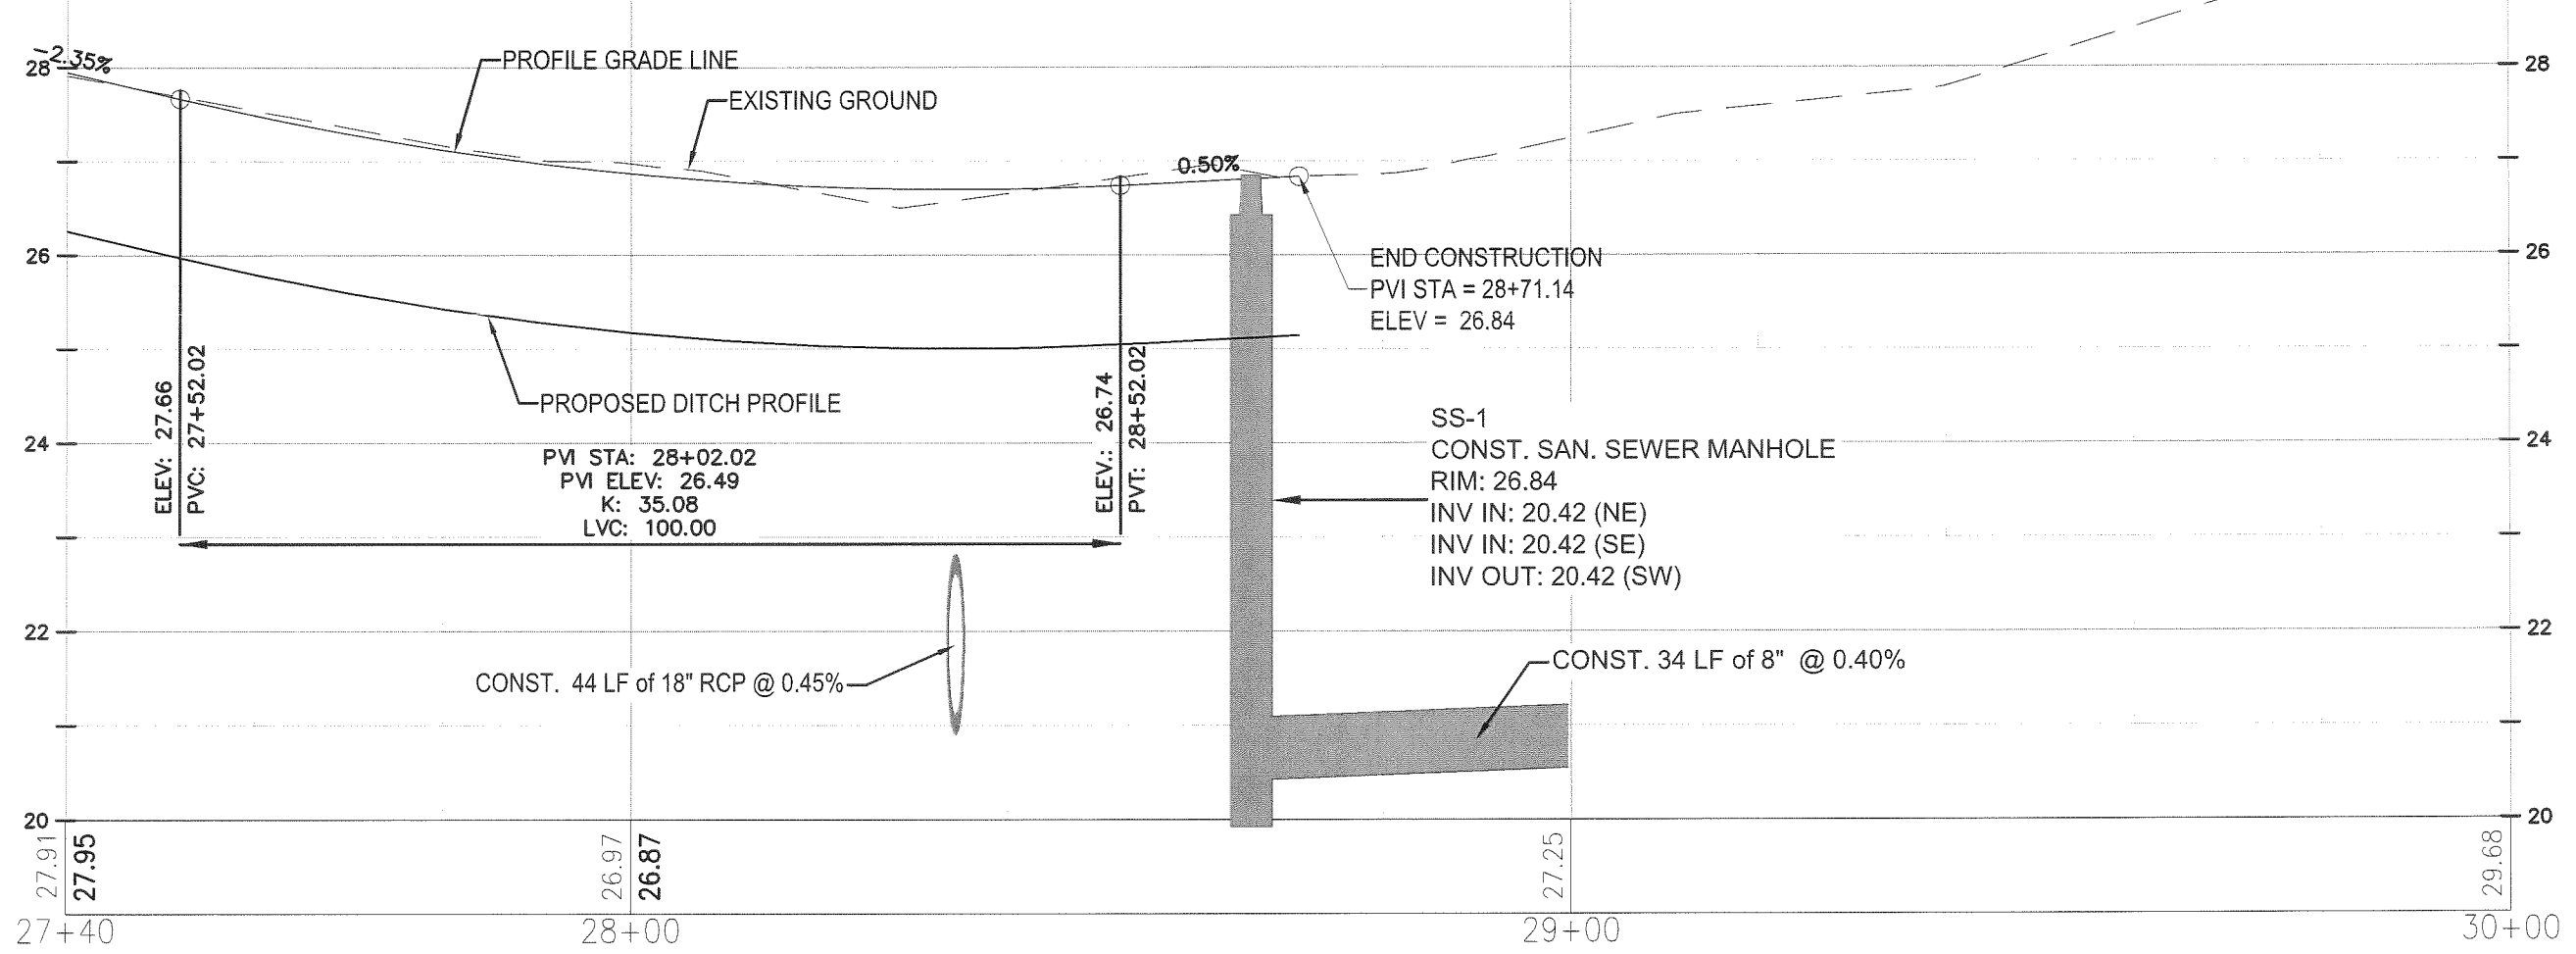 -2.35%
28
PROFILE GRADE LINE
28
EXISTING GROUND
0.50%
26
END CONSTRUCTION
PVI STA = 28+71.14
ELEV = 26.84
26
ELEV: 27.66
PVC: 27+52.02
PROPOSED DITCH PROFILE
ELEV.: 26.74
PVT: 28+52.02
24
PVI STA: 28+02.02
PVI ELEV: 26.49
K: 35.08
LVC: 100.00
SS-1
CONST. SAN. SEWER MANHOLE
RIM: 26.84
INV IN: 20.42 (NE)
INV IN: 20.42 (SE)
INV OUT: 20.42 (SW)
24
22
CONST. 44 LF of 18" RCP @ 0.45%
CONST. 34 LF of 8" @ 0.40%
22
20
20
27.91
27.95
26.97
26.87
27.25
29.68
27+40
28+00
29+00
30+00